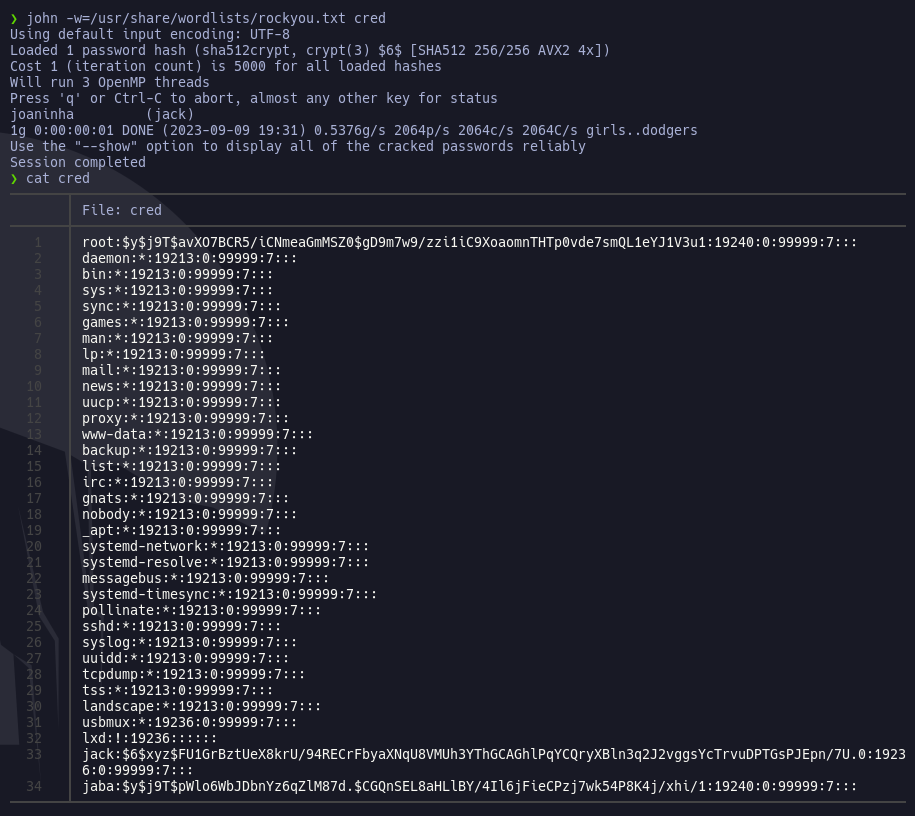 ❯ john -w=/usr/share/wordlists/rockyou.txt cred
Using default input encoding: UTF-8
Loaded 1 password hash (sha512crypt, crypt(3) $6$ [SHA512 256/256 AVX2 4x])
Cost 1 (iteration count) is 5000 for all loaded hashes
Will run 3 OpenMP threads
Press 'q' or Ctrl-C to abort, almost any other key for status
joaninha         (jack)
1g 0:00:00:01 DONE (2023-09-09 19:31) 0.5376g/s 2064p/s 2064c/s 2064C/s girls..dodgers
Use the "--show" option to display all of the cracked passwords reliably
Session completed
❯ cat cred
File: cred
1 root:$y$j9T$avXO7BCR5/iCNmeaGmMSZ0$gD9m7w9/zzi1iC9XoaomnTHTp0vde7smQL1eYJ1V3u1:19240:0:99999:7:::
2 daemon:*:19213:0:99999:7:::
3 bin:*:19213:0:99999:7:::
4 sys:*:19213:0:99999:7:::
5 sync:*:19213:0:99999:7:::
6 games:*:19213:0:99999:7:::
7 man:*:19213:0:99999:7:::
8 lp:*:19213:0:99999:7:::
9 mail:*:19213:0:99999:7:::
10 news:*:19213:0:99999:7:::
11 uucp:*:19213:0:99999:7:::
12 proxy:*:19213:0:99999:7:::
13 www-data:*:19213:0:99999:7:::
14 backup:*:19213:0:99999:7:::
15 list:*:19213:0:99999:7:::
16 irc:*:19213:0:99999:7:::
17 gnats:*:19213:0:99999:7:::
18 nobody:*:19213:0:99999:7:::
19 _apt:*:19213:0:99999:7:::
20 systemd-network:*:19213:0:99999:7:::
21 systemd-resolve:*:19213:0:99999:7:::
22 messagebus:*:19213:0:99999:7:::
23 systemd-timesync:*:19213:0:99999:7:::
24 pollinate:*:19213:0:99999:7:::
25 sshd:*:19213:0:99999:7:::
26 syslog:*:19213:0:99999:7:::
27 uuidd:*:19213:0:99999:7:::
28 tcpdump:*:19213:0:99999:7:::
29 tss:*:19213:0:99999:7:::
30 landscape:*:19213:0:99999:7:::
31 usbmux:*:19236:0:99999:7:::
32 lxd:!:19236::::::
33 jack:$6$xyz$FU1GrBztUeX8krU/94RECrFbyaXNqU8VMUh3YThGCAGhlPqYCQryXBln3q2J2vggsYcTrvuDPTGsPJEpn/7U.0:1923
6:0:99999:7:::
34 jaba:$y$j9T$pWlo6WbJDbnYz6qZlM87d.$CGQnSEL8aHLlBY/4Il6jFieCPzj7wk54P8K4j/xhi/1:19240:0:99999:7:::